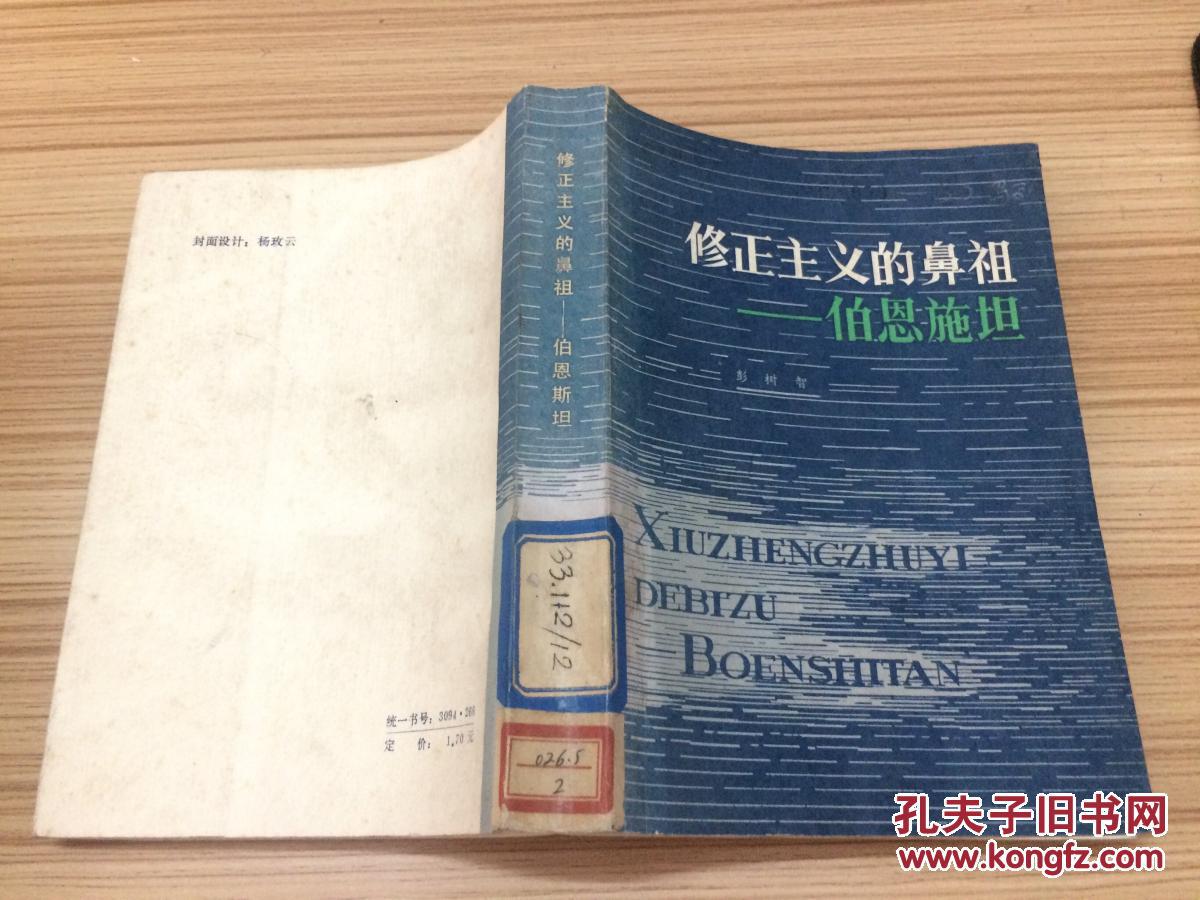 封面设计：杨玫云
统一书号：3094·266
定 价：1.70元
修正主义的鼻祖——伯恩斯坦
33.1+2/12
026.5
2
修正主义的鼻祖
——伯恩施坦
彭树智
XIUZHENGZHUYI
DEBIZU
BOENSHITAN
孔夫子旧书网
www.kongfz.com